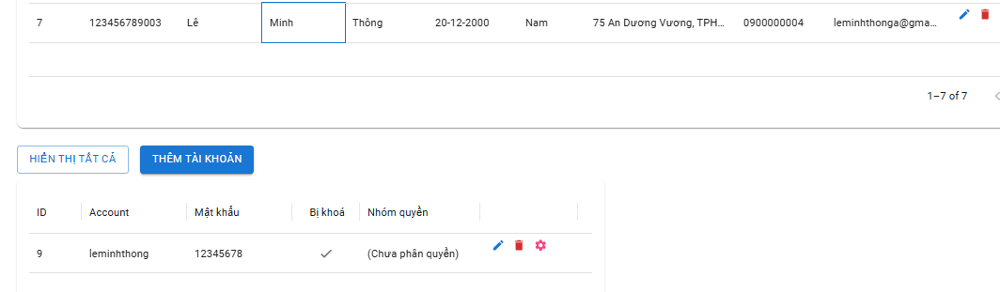 7 123456789003 Lê Minh Thông 20-12-2000 Nam 75 An Dương Vương, TPH... 0900000004 leminhthonga@gma...
1–7 of 7
HIỂN THỊ TẤT CẢ THÊM TÀI KHOẢN
ID Account Mật khẩu Bị khoá Nhóm quyền
9 leminhthong 12345678 (Chưa phân quyền)